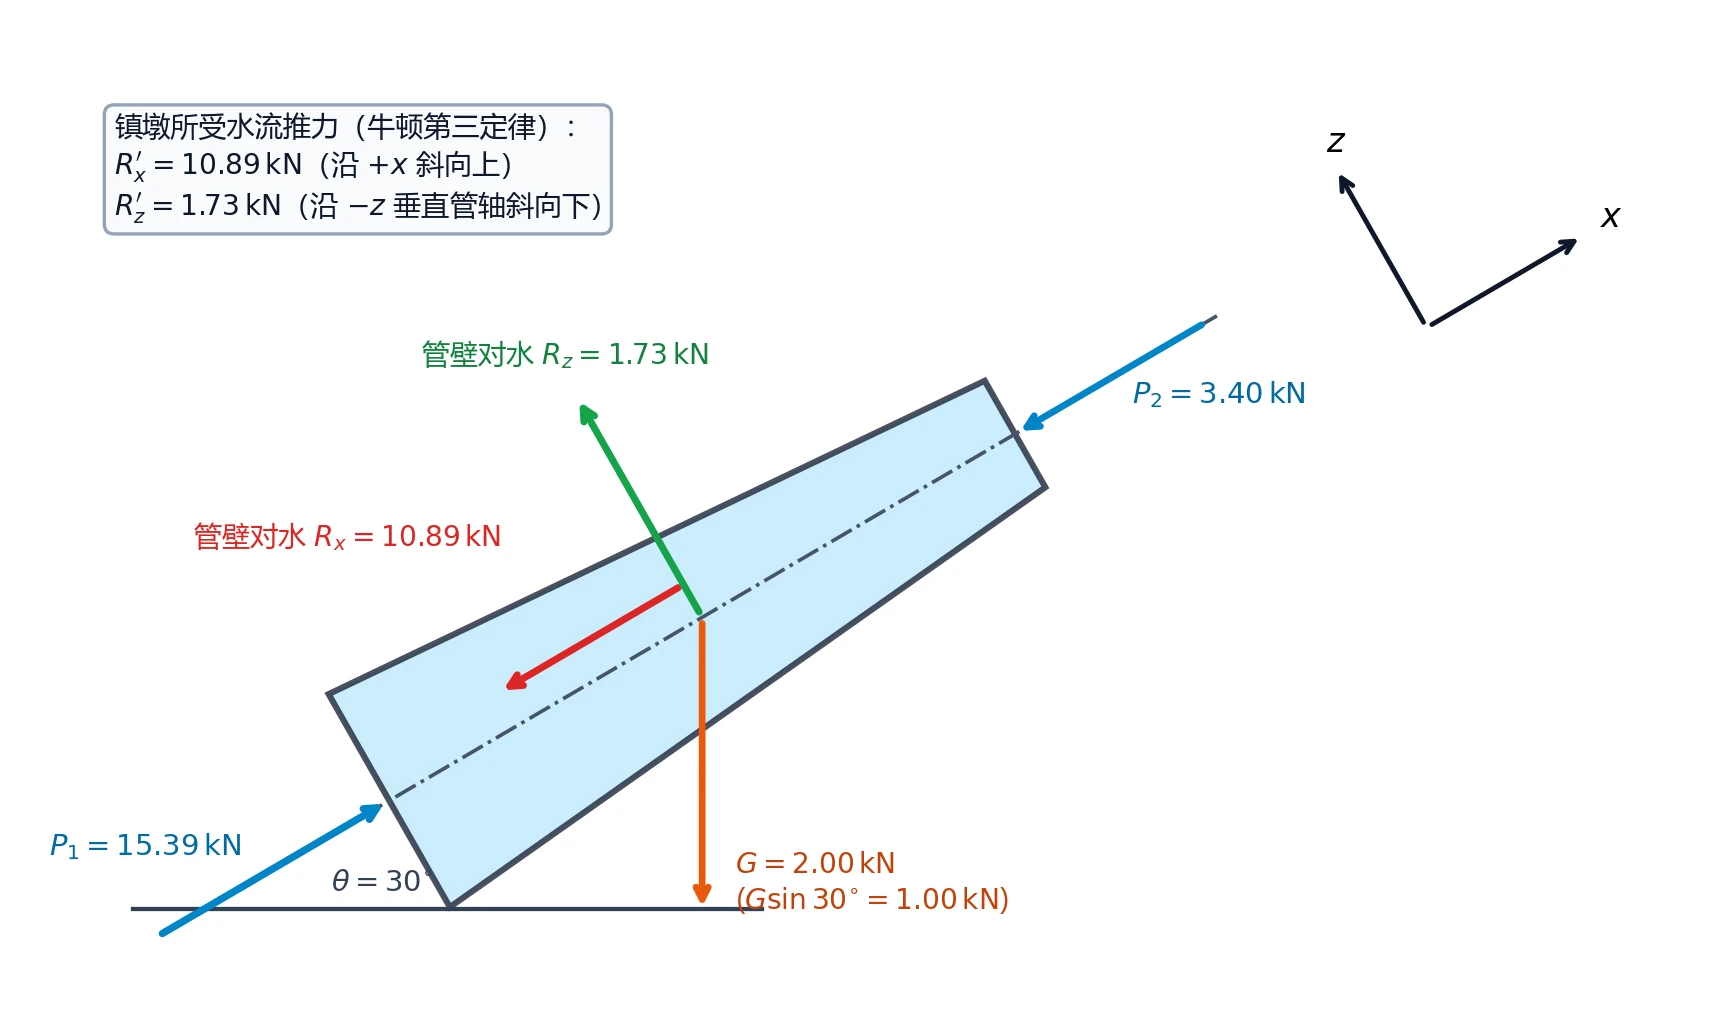 镇墩所受水流推力（牛顿第三定律）:
R′x = 10.89 kN（沿 +x 斜向上）
R′z = 1.73 kN（沿 −z 垂直管轴斜向下）
z
x
管壁对水 Rz = 1.73 kN
P2 = 3.40 kN
管壁对水 Rx = 10.89 kN
P1 = 15.39 kN
θ = 30°
G = 2.00 kN
(G sin 30° = 1.00 kN)